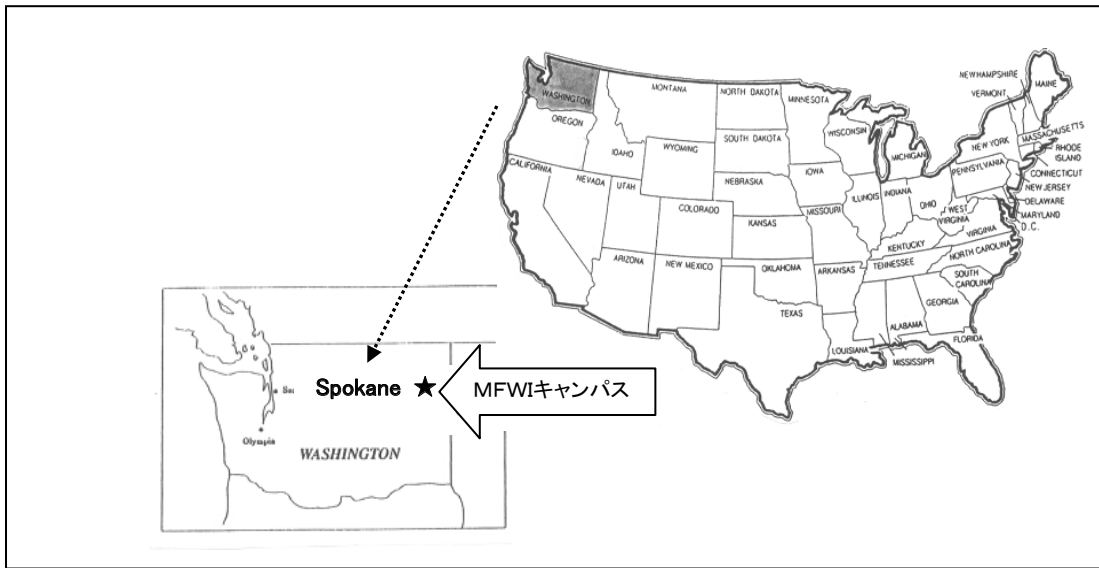 NEW HAMPSHIRE
VERMONT
MAINE
WASHINGTON
MONTANA
NORTH DAKOTA
MINNESOTA
OREGON
IDAHO
WYOMING
SOUTH DAKOTA
WISCONSIN
MICHIGAN
NEW YORK
MASSACHUSETTS
RHODE
ISLAND
CONNECTICUT
NEW JERSEY
DELAWARE
MARYLAND
D.C.
PENNSYLVANIA
CALIFORNIA
NEVADA
UTAH
NEBRASKA
IOWA
COLORADO
KANSAS
MISSOURI
ILLINOIS
INDIANA
OHIO
WEST
VIRGINIA
VIRGINIA
KENTUCKY
NORTH CAROLINA
TENNESSEE
ARIZONA
NEW MEXICO
OKLAHOMA
ARKANSAS
SOUTH
CAROLINA
GEORGIA
TEXAS
ALABAMA
FLORIDA
LOUISIANA
MISSISSIPPI
Spokane ★
MFWIキャンパス
Olympia
WASHINGTON